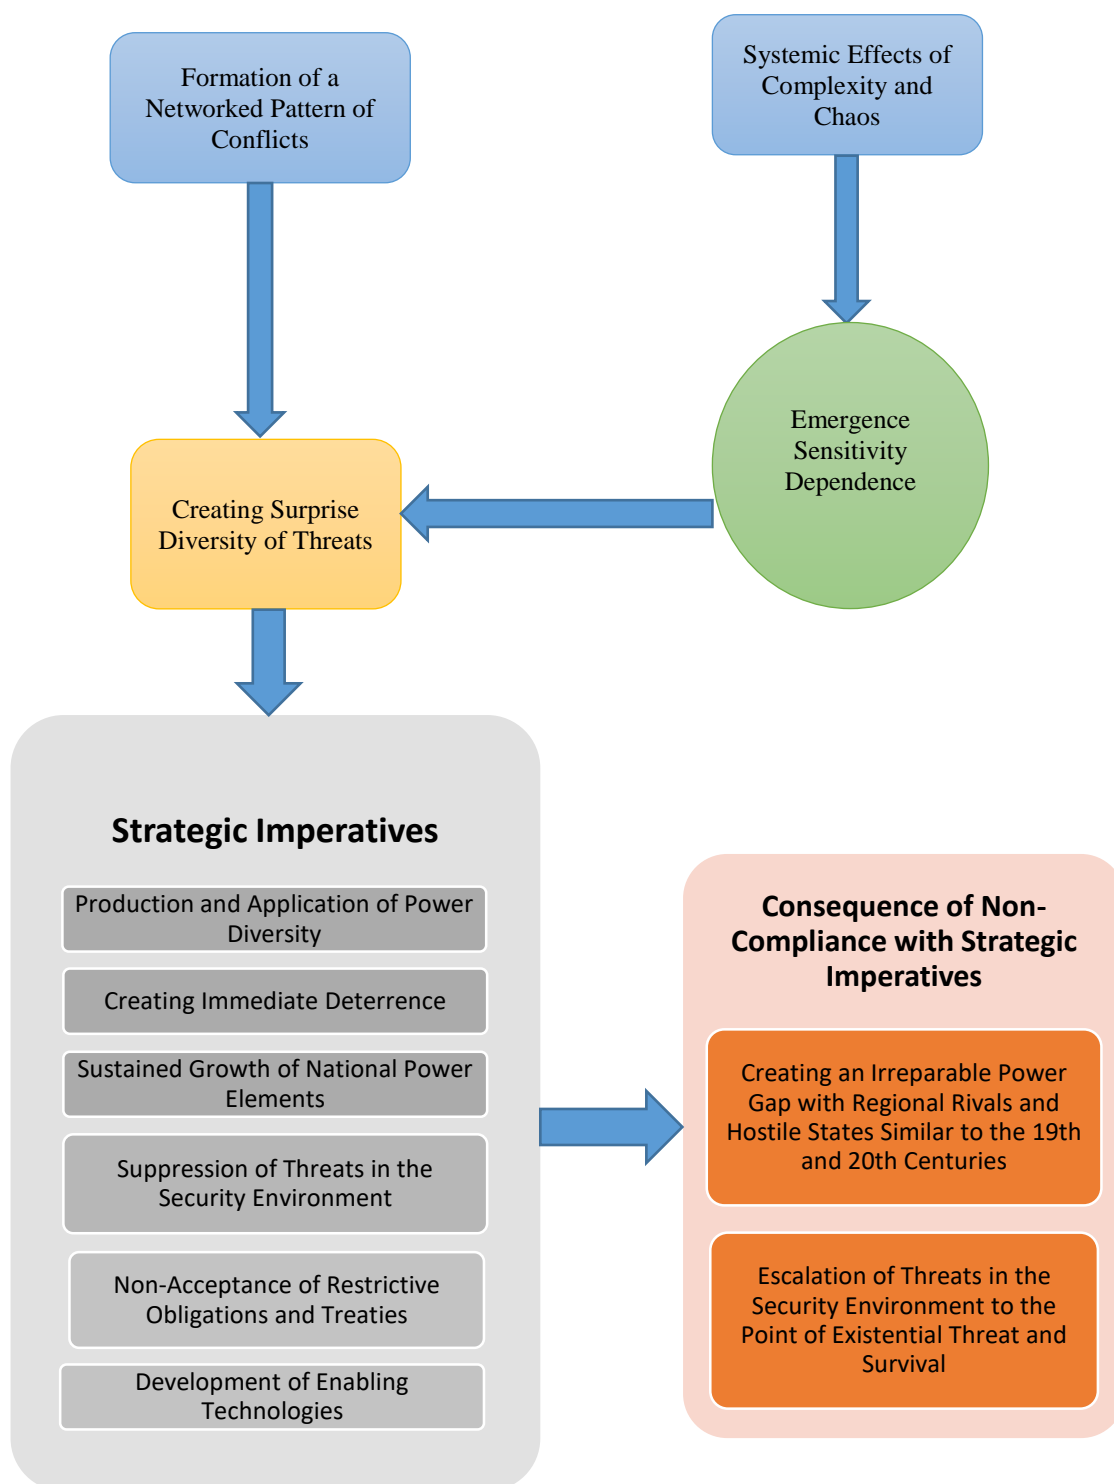 Formation of a
Networked Pattern of
Conflicts
Systemic Effects of
Complexity and
Chaos
Emergence
Sensitivity
Dependence
Creating Surprise
Diversity of Threats
Strategic Imperatives
Production and Application of Power
Diversity
Creating Immediate Deterrence
Sustained Growth of National Power
Elements
Suppression of Threats in the
Security Environment
Non-Acceptance of Restrictive
Obligations and Treaties
Development of Enabling
Technologies
Consequence of Non-
Compliance with Strategic
Imperatives
Creating an Irreparable Power
Gap with Regional Rivals and
Hostile States Similar to the 19th
and 20th Centuries
Escalation of Threats in the
Security Environment to the
Point of Existential Threat and
Survival